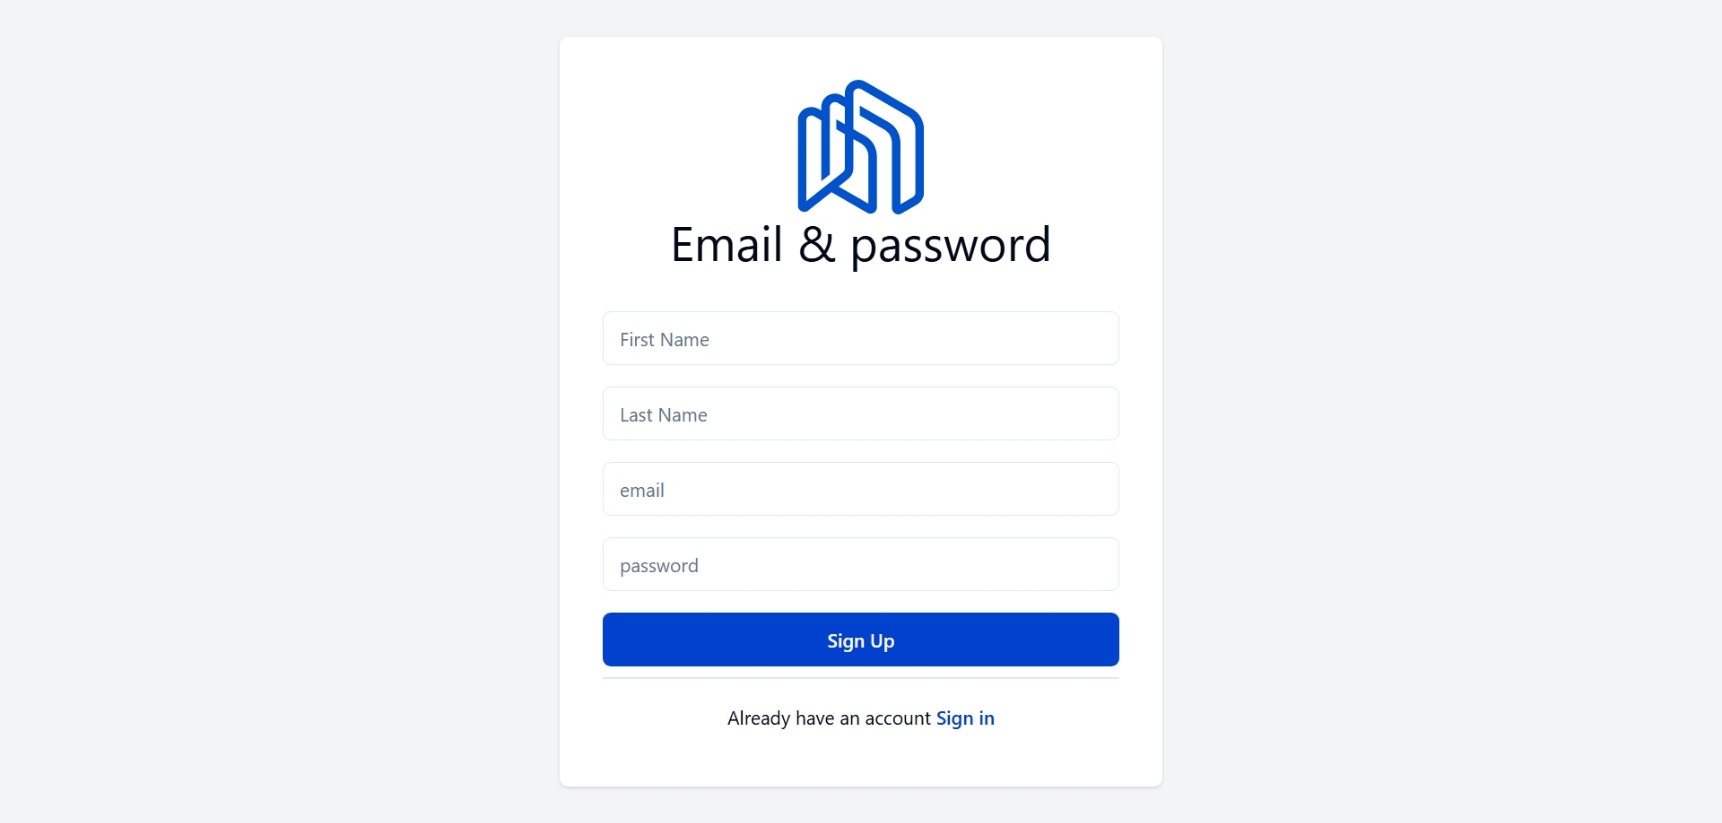 Email & password
First Name
Last Name
email
password
Sign Up
Already have an account Sign in